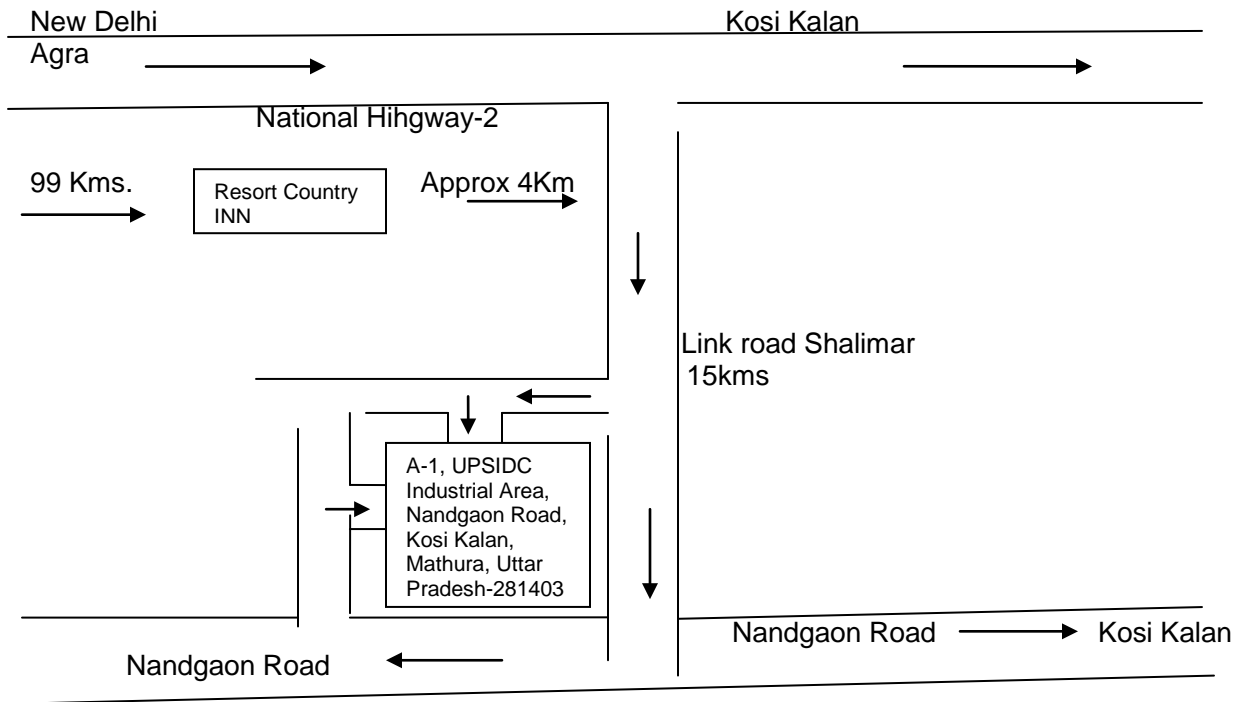 New Delhi
Kosi Kalan
Agra
National Hihgway-2
99 Kms.
Resort Country
INN
Approx 4Km
Link road Shalimar
15kms
A-1, UPSIDC
Industrial Area,
Nandgaon Road,
Kosi Kalan,
Mathura, Uttar
Pradesh-281403
Nandgaon Road
Kosi Kalan
Nandgaon Road